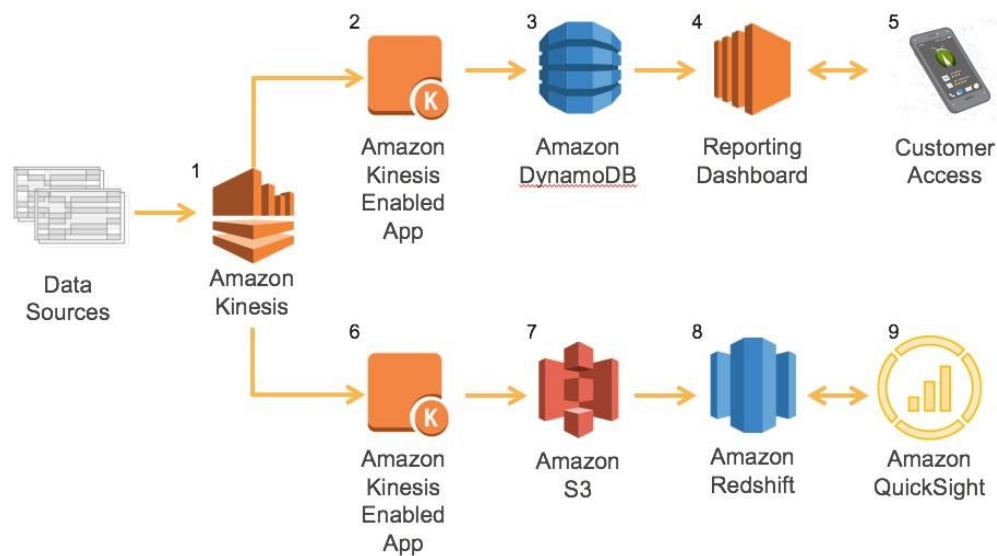 2
3
4
5
Amazon
Kinesis
Enabled
App
Amazon
DynamoDB
Reporting
Dashboard
Customer
Access
1
Data
Sources
Amazon
Kinesis
6
7
8
9
Amazon
Kinesis
Enabled
App
Amazon
S3
Amazon
Redshift
Amazon
QuickSight
K
K